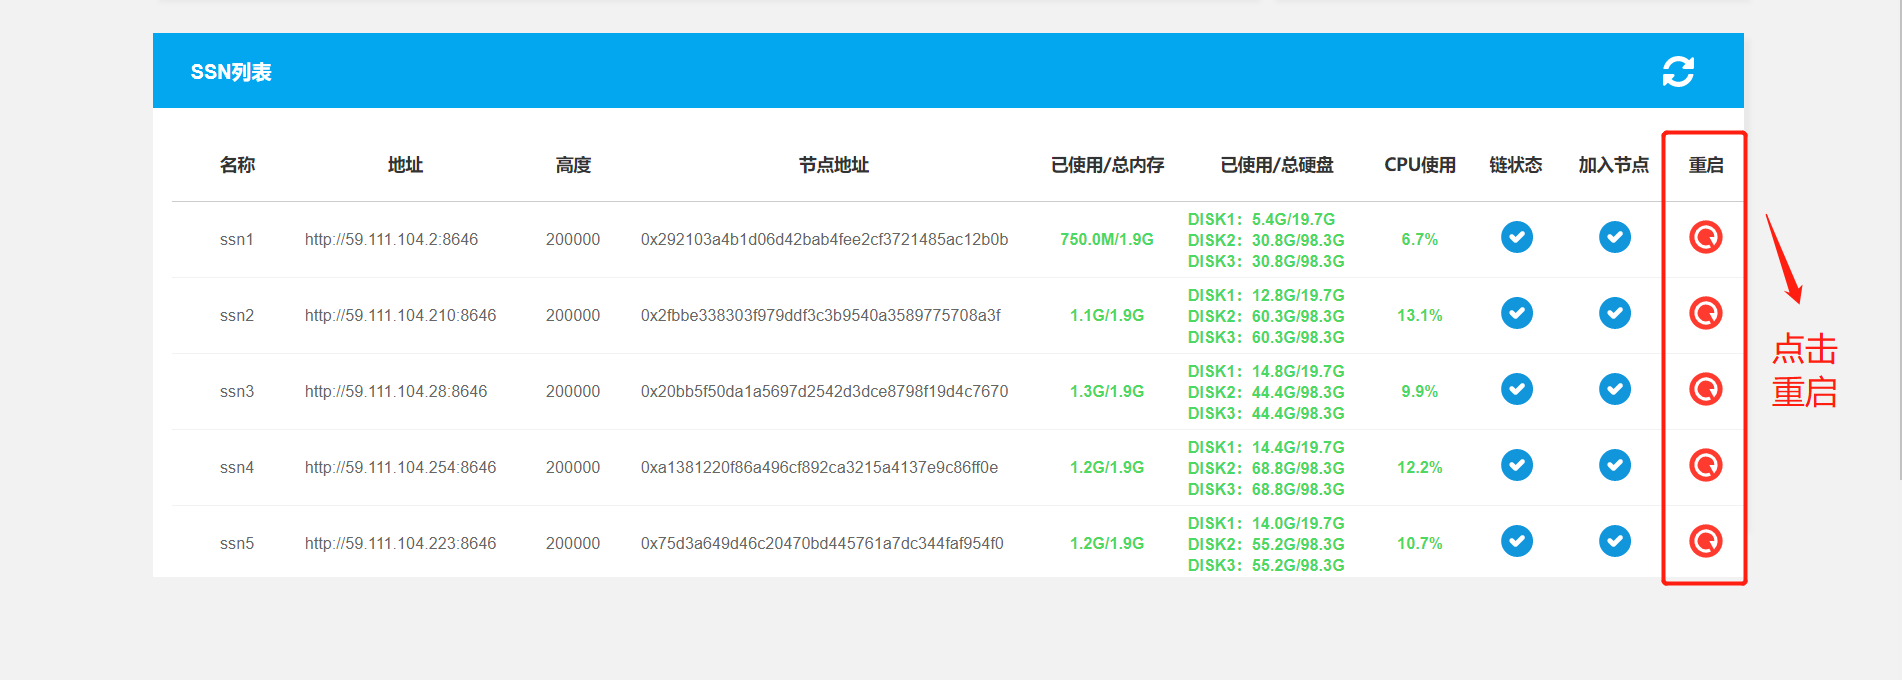 SSN列表
名称 地址 高度 节点地址 已使用/总内存 已使用/总硬盘 CPU使用 链状态 加入节点 重启
ssn1 http://59.111.104.2:8646 200000 0x292103a4b1d06d42bab4fee2cf3721485ac12b0b 750.0M/1.9G DISK1：5.4G/19.7G 6.7%
DISK2：30.8G/98.3G
DISK3：30.8G/98.3G
ssn2 http://59.111.104.210:8646 200000 0x2fbbe338303f979ddf3c3b9540a3589775708a3f 1.1G/1.9G DISK1：12.8G/19.7G 13.1%
DISK2：60.3G/98.3G
DISK3：60.3G/98.3G
ssn3 http://59.111.104.28:8646 200000 0x20bb5f50da1a5697d2542d3dce8798f19d4c7670 1.3G/1.9G DISK1：14.8G/19.7G 9.9%
DISK2：44.4G/98.3G
DISK3：44.4G/98.3G
ssn4 http://59.111.104.254:8646 200000 0xa1381220f86a496cf892ca3215a4137e9c86ff0e 1.2G/1.9G DISK1：14.4G/19.7G 12.2%
DISK2：68.8G/98.3G
DISK3：68.8G/98.3G
ssn5 http://59.111.104.223:8646 200000 0x75d3a649d46c20470bd445761a7dc344faf954f0 1.2G/1.9G DISK1：14.0G/19.7G 10.7%
DISK2：55.2G/98.3G
DISK3：55.2G/98.3G
点击
重启